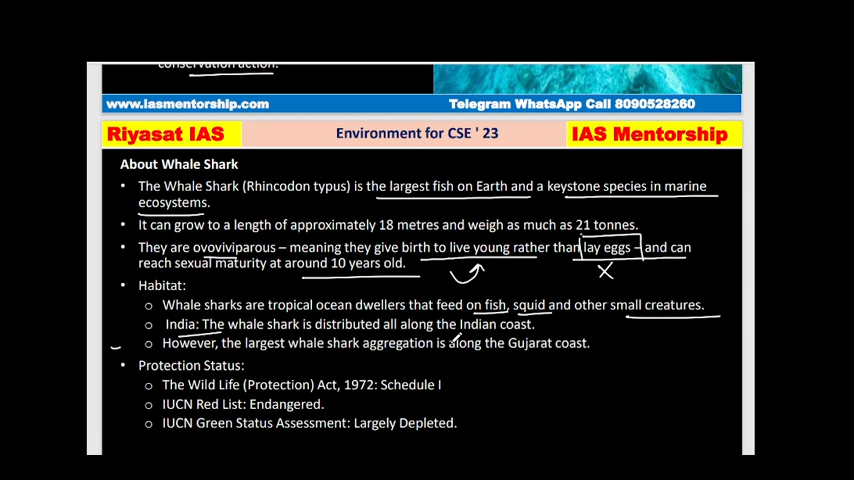 conservation action.
www.iasmentorship.com
Telegram WhatsApp Call 8090528260
Riyasat IAS
Environment for CSE ' 23
IAS Mentorship
About Whale Shark
• The Whale Shark (Rhincodon typus) is the largest fish on Earth and a keystone species in marine
ecosystems.
• It can grow to a length of approximately 18 metres and weigh as much as 21 tonnes.
• They are ovoviviparous – meaning they give birth to live young rather than lay eggs – and can
reach sexual maturity at around 10 years old.
• Habitat:
o Whale sharks are tropical ocean dwellers that feed on fish, squid and other small creatures.
o India: The whale shark is distributed all along the Indian coast.
o However, the largest whale shark aggregation is along the Gujarat coast.
• Protection Status:
o The Wild Life (Protection) Act, 1972: Schedule I
o IUCN Red List: Endangered.
o IUCN Green Status Assessment: Largely Depleted.